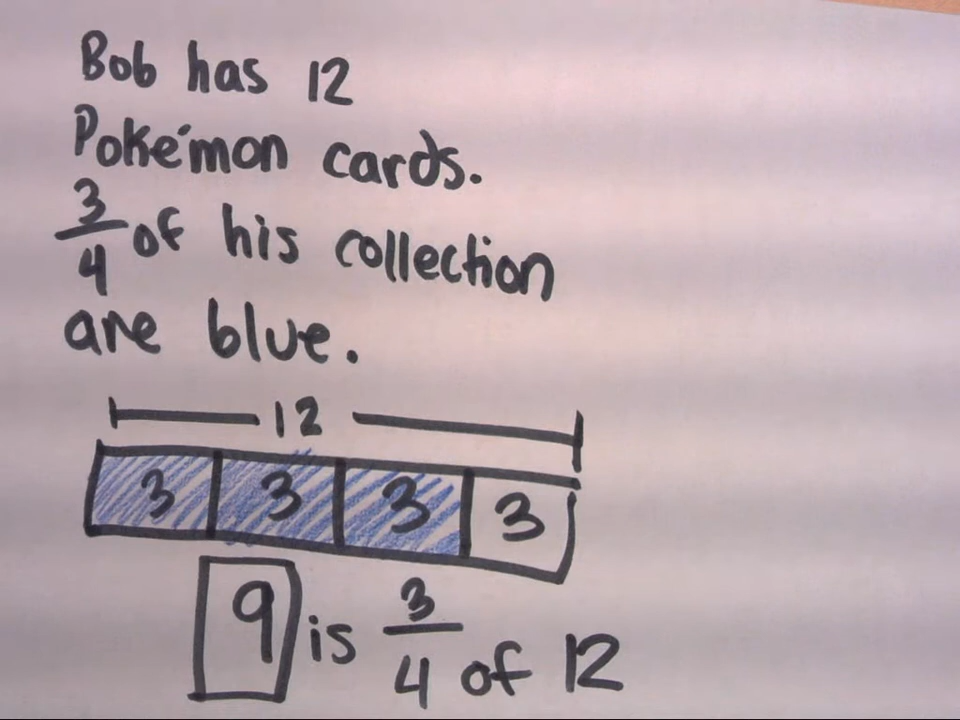 Bob has 12
Pokémon cards.
3/4 of his collection
are blue.
12
3 3 3 3
9 is 3/4 of 12